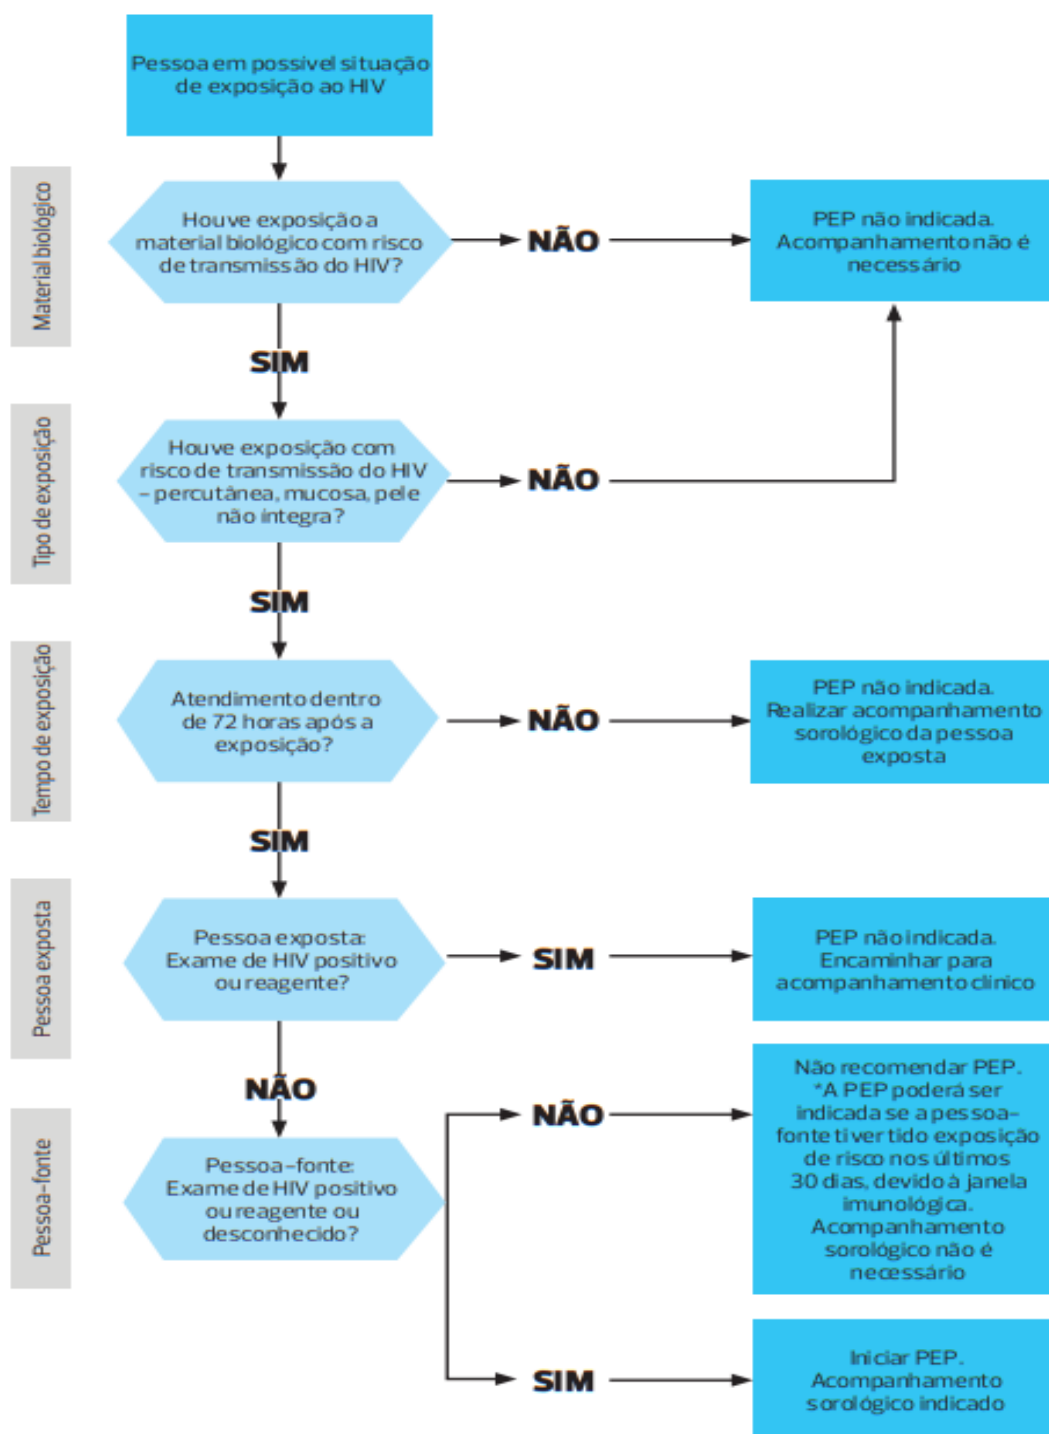 Pessoa em possível situação
de exposição ao HIV
Material biológico
Houve exposição a
material biológico com risco
de transmissão do HIV?
NÃO
PEP não indicada.
Acompanhamento não é
necessário
SIM
Tipo de exposição
Houve exposição com
risco de transmissão do HIV
– percutânea, mucosa, pele
não íntegra?
NÃO
SIM
Tempo de exposição
Atendimento dentro
de 72 horas após a
exposição?
NÃO
PEP não indicada.
Realizar acompanhamento
sorológico da pessoa
exposta
SIM
Pessoa exposta
Pessoa exposta:
Exame de HIV positivo
ou reagente?
SIM
PEP não indicada.
Encaminhar para
acompanhamento clínico
NÃO
Pessoa-fonte
Pessoa-fonte:
Exame de HIV positivo
ou reagente ou
desconhecido?
NÃO
Não recomendar PEP.
*A PEP poderá ser
indicada se a pessoa-
fonte tiver tido exposição
de risco nos últimos
30 dias, devido à janela
imunológica.
Acompanhamento
sorológico não é
necessário
SIM
Iniciar PEP.
Acompanhamento
sorológico indicado